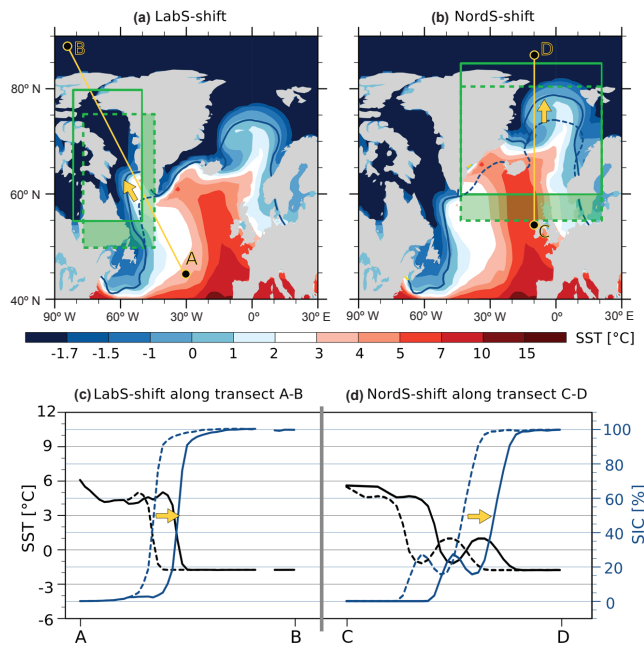 (a) LabS-shift
(b) NordS-shift
B
D
80° N
60° N
40° N
A
C
90° W
60° W
30° W
0°
30° E
90° W
60° W
30° W
0°
30° E
-1.7 -1.5 -1 0 1 2 3 4 5 7 10 15 SST [°C]
(c) LabS-shift along transect A-B
(d) NordS-shift along transect C-D
12
9
6
3
0
-3
-6
SST [°C]
100
80
60
40
20
0
SIC [%]
A
B
C
D